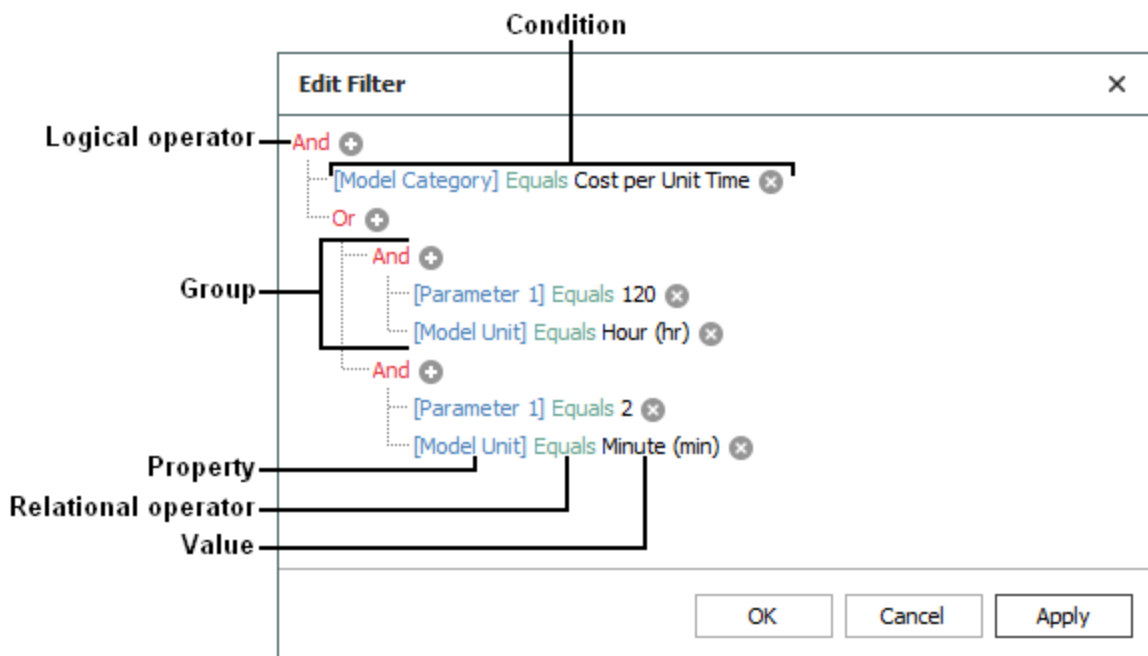 Condition
Edit Filter
Logical operator And
[Model Category] Equals Cost per Unit Time
Or
And
Group
[Parameter 1] Equals 120
[Model Unit] Equals Hour (hr)
And
[Parameter 1] Equals 2
[Model Unit] Equals Minute (min)
Property
Relational operator
Value
OK Cancel Apply